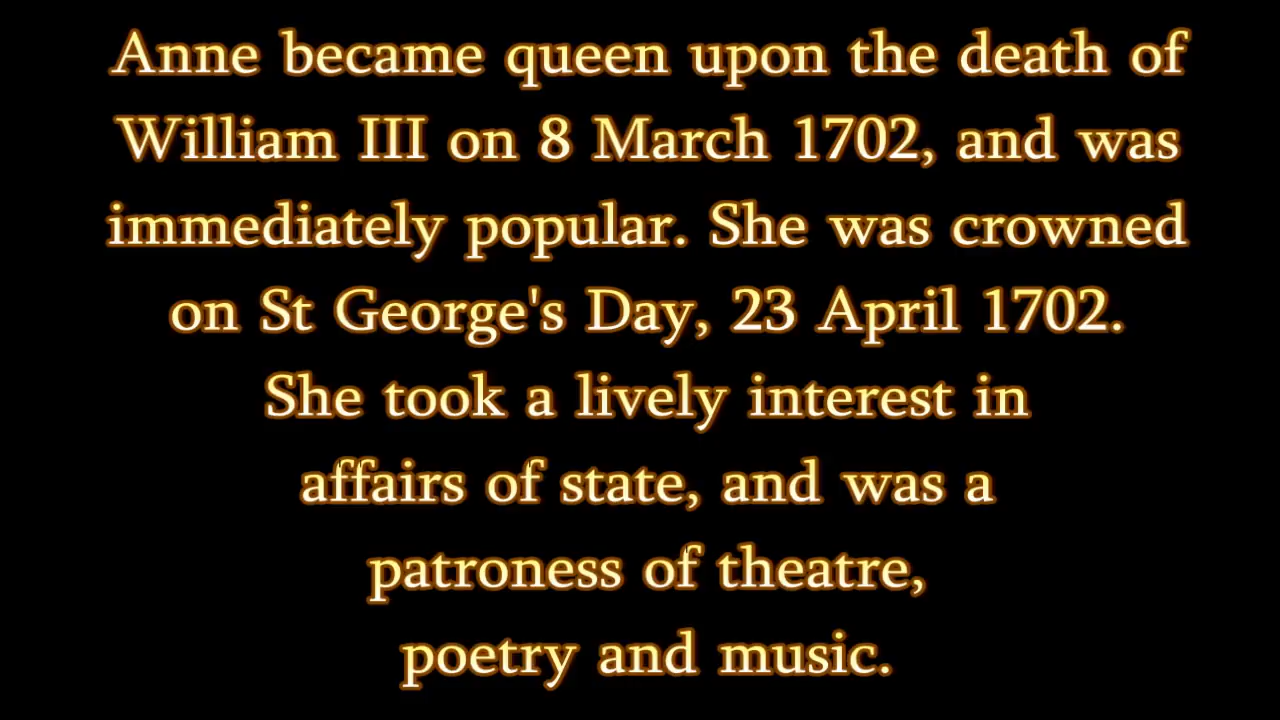 Anne became queen upon the death of
William III on 8 March 1702, and was
immediately popular. She was crowned
on St George's Day, 23 April 1702.
She took a lively interest in
affairs of state, and was a
patroness of theatre,
poetry and music.